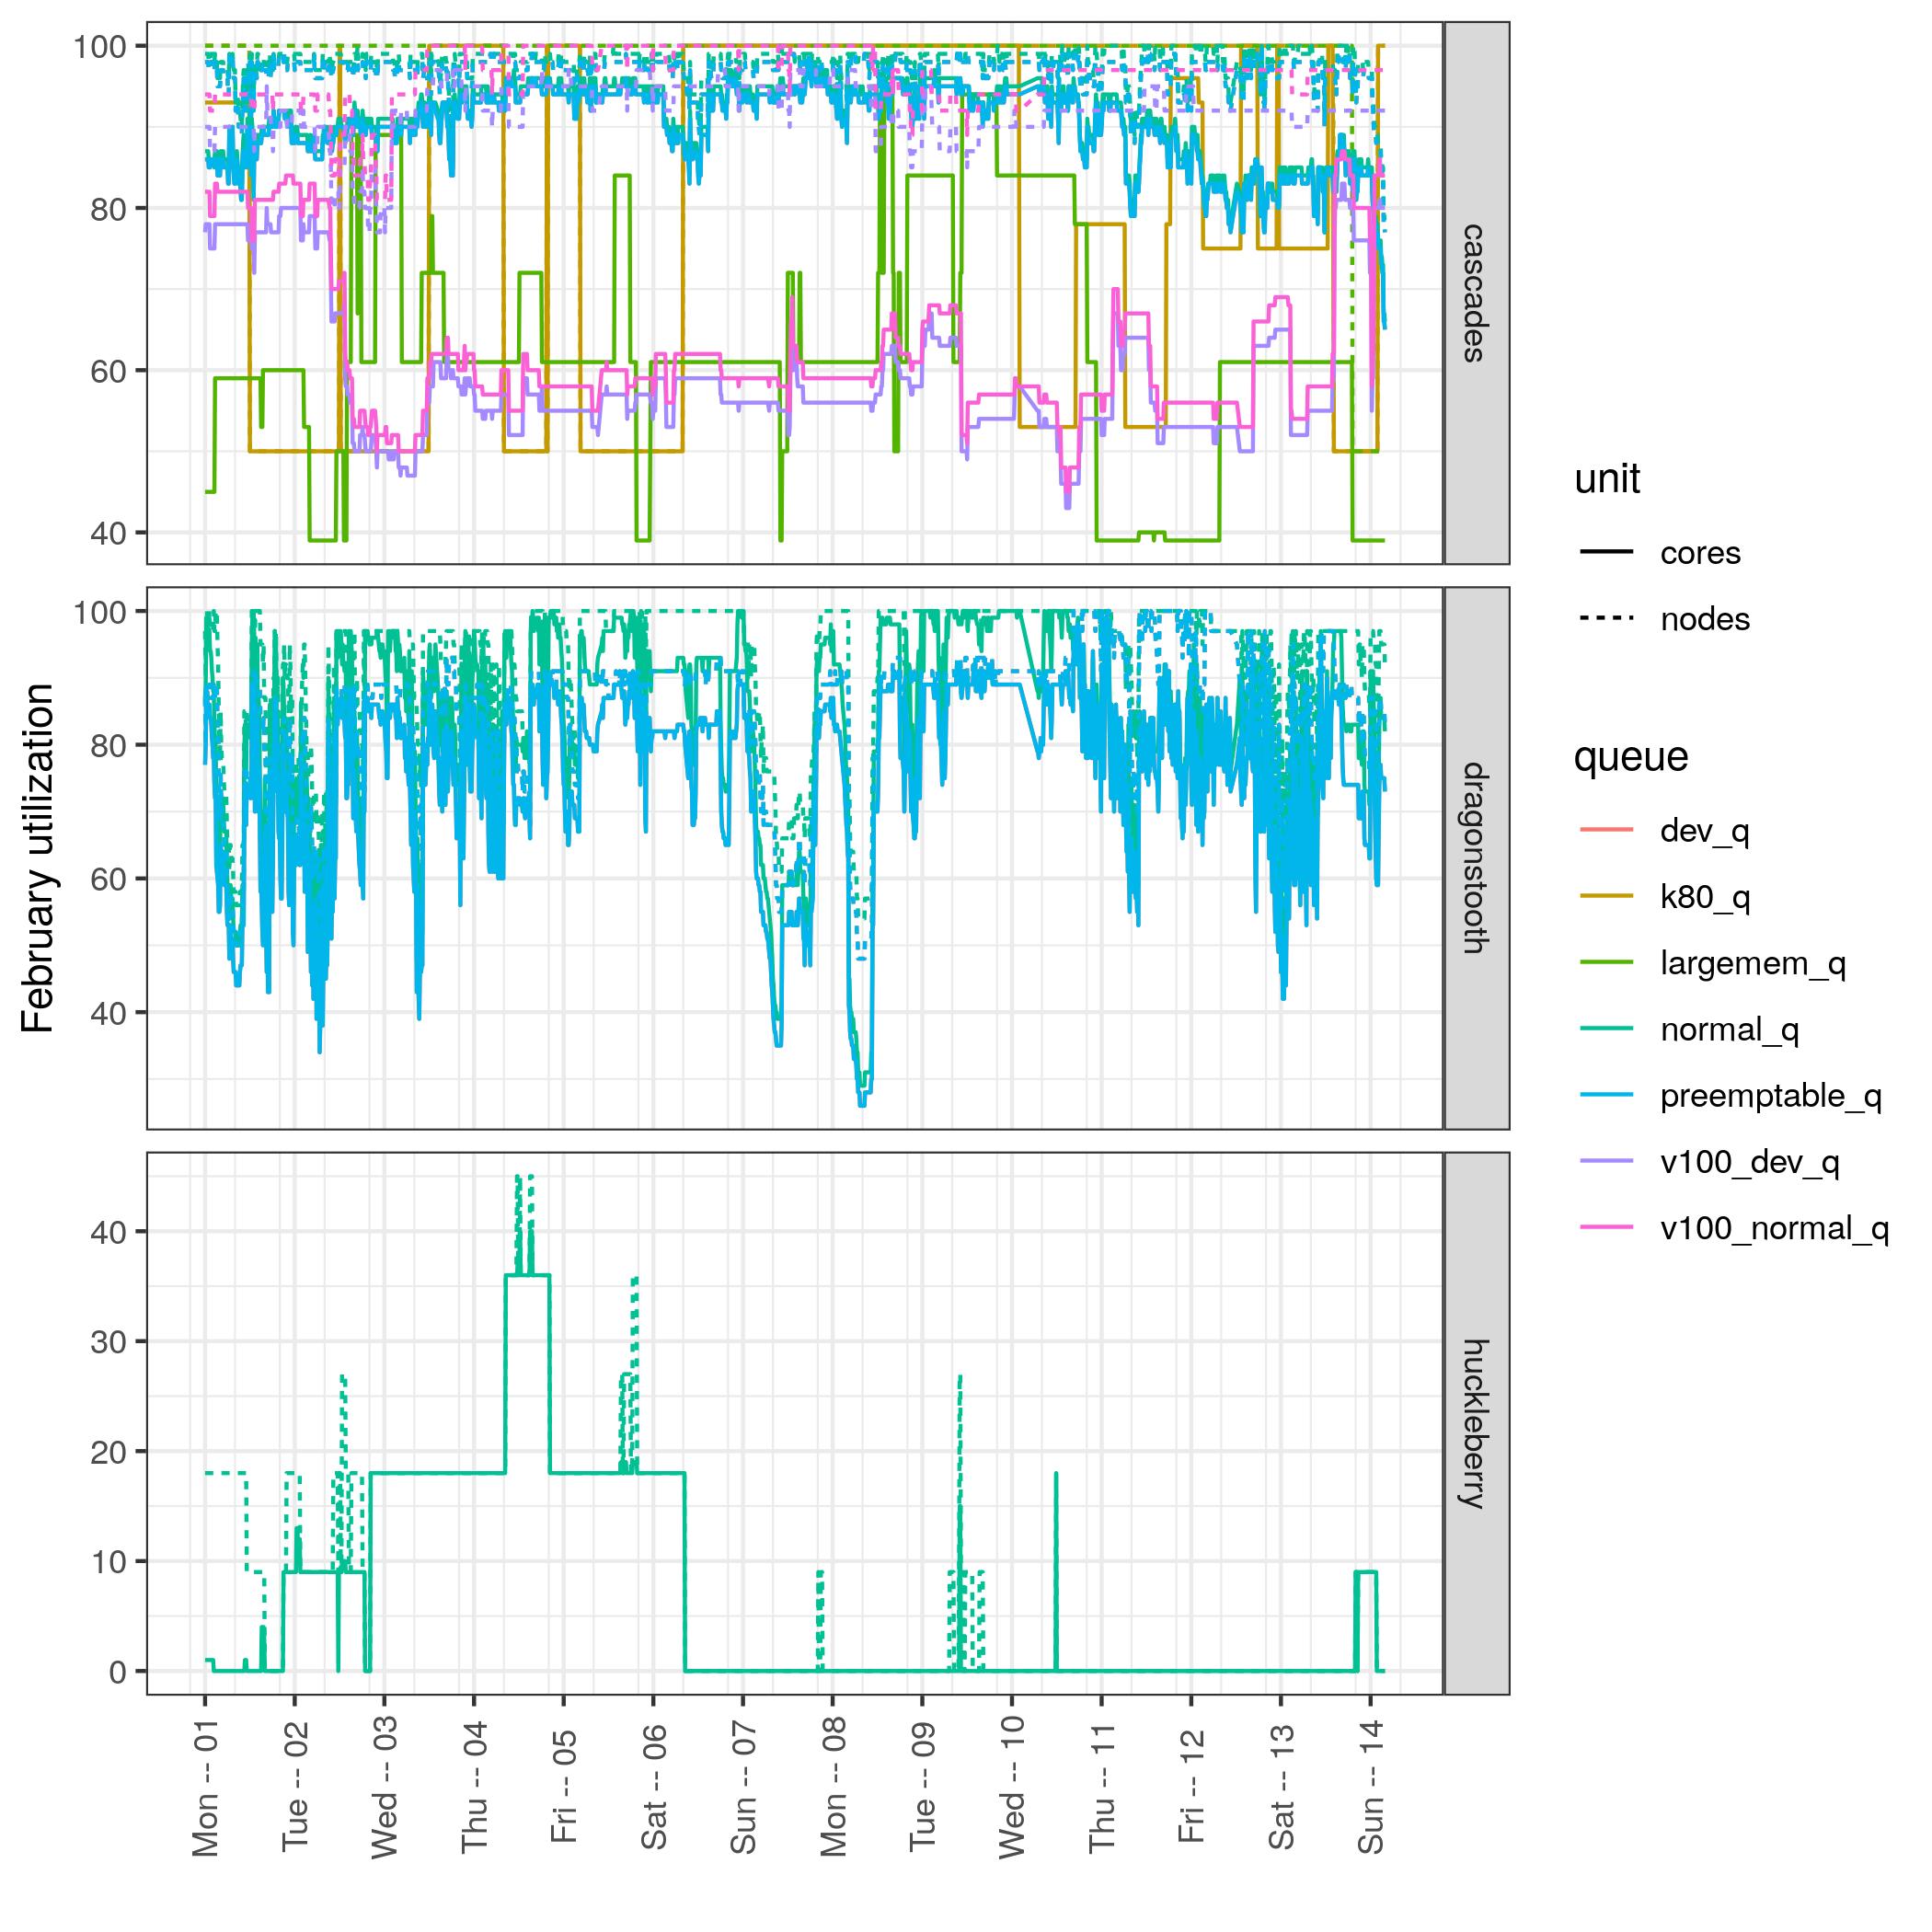 February utilization
100
80
60
40
cascades
100
80
60
40
dragonstooth
40
30
20
10
0
huckleberry
Mon -- 01
Tue -- 02
Wed -- 03
Thu -- 04
Fri -- 05
Sat -- 06
Sun -- 07
Mon -- 08
Tue -- 09
Wed -- 10
Thu -- 11
Fri -- 12
Sat -- 13
Sun -- 14
unit
cores
nodes
queue
dev_q
k80_q
largemem_q
normal_q
preemptable_q
v100_dev_q
v100_normal_q